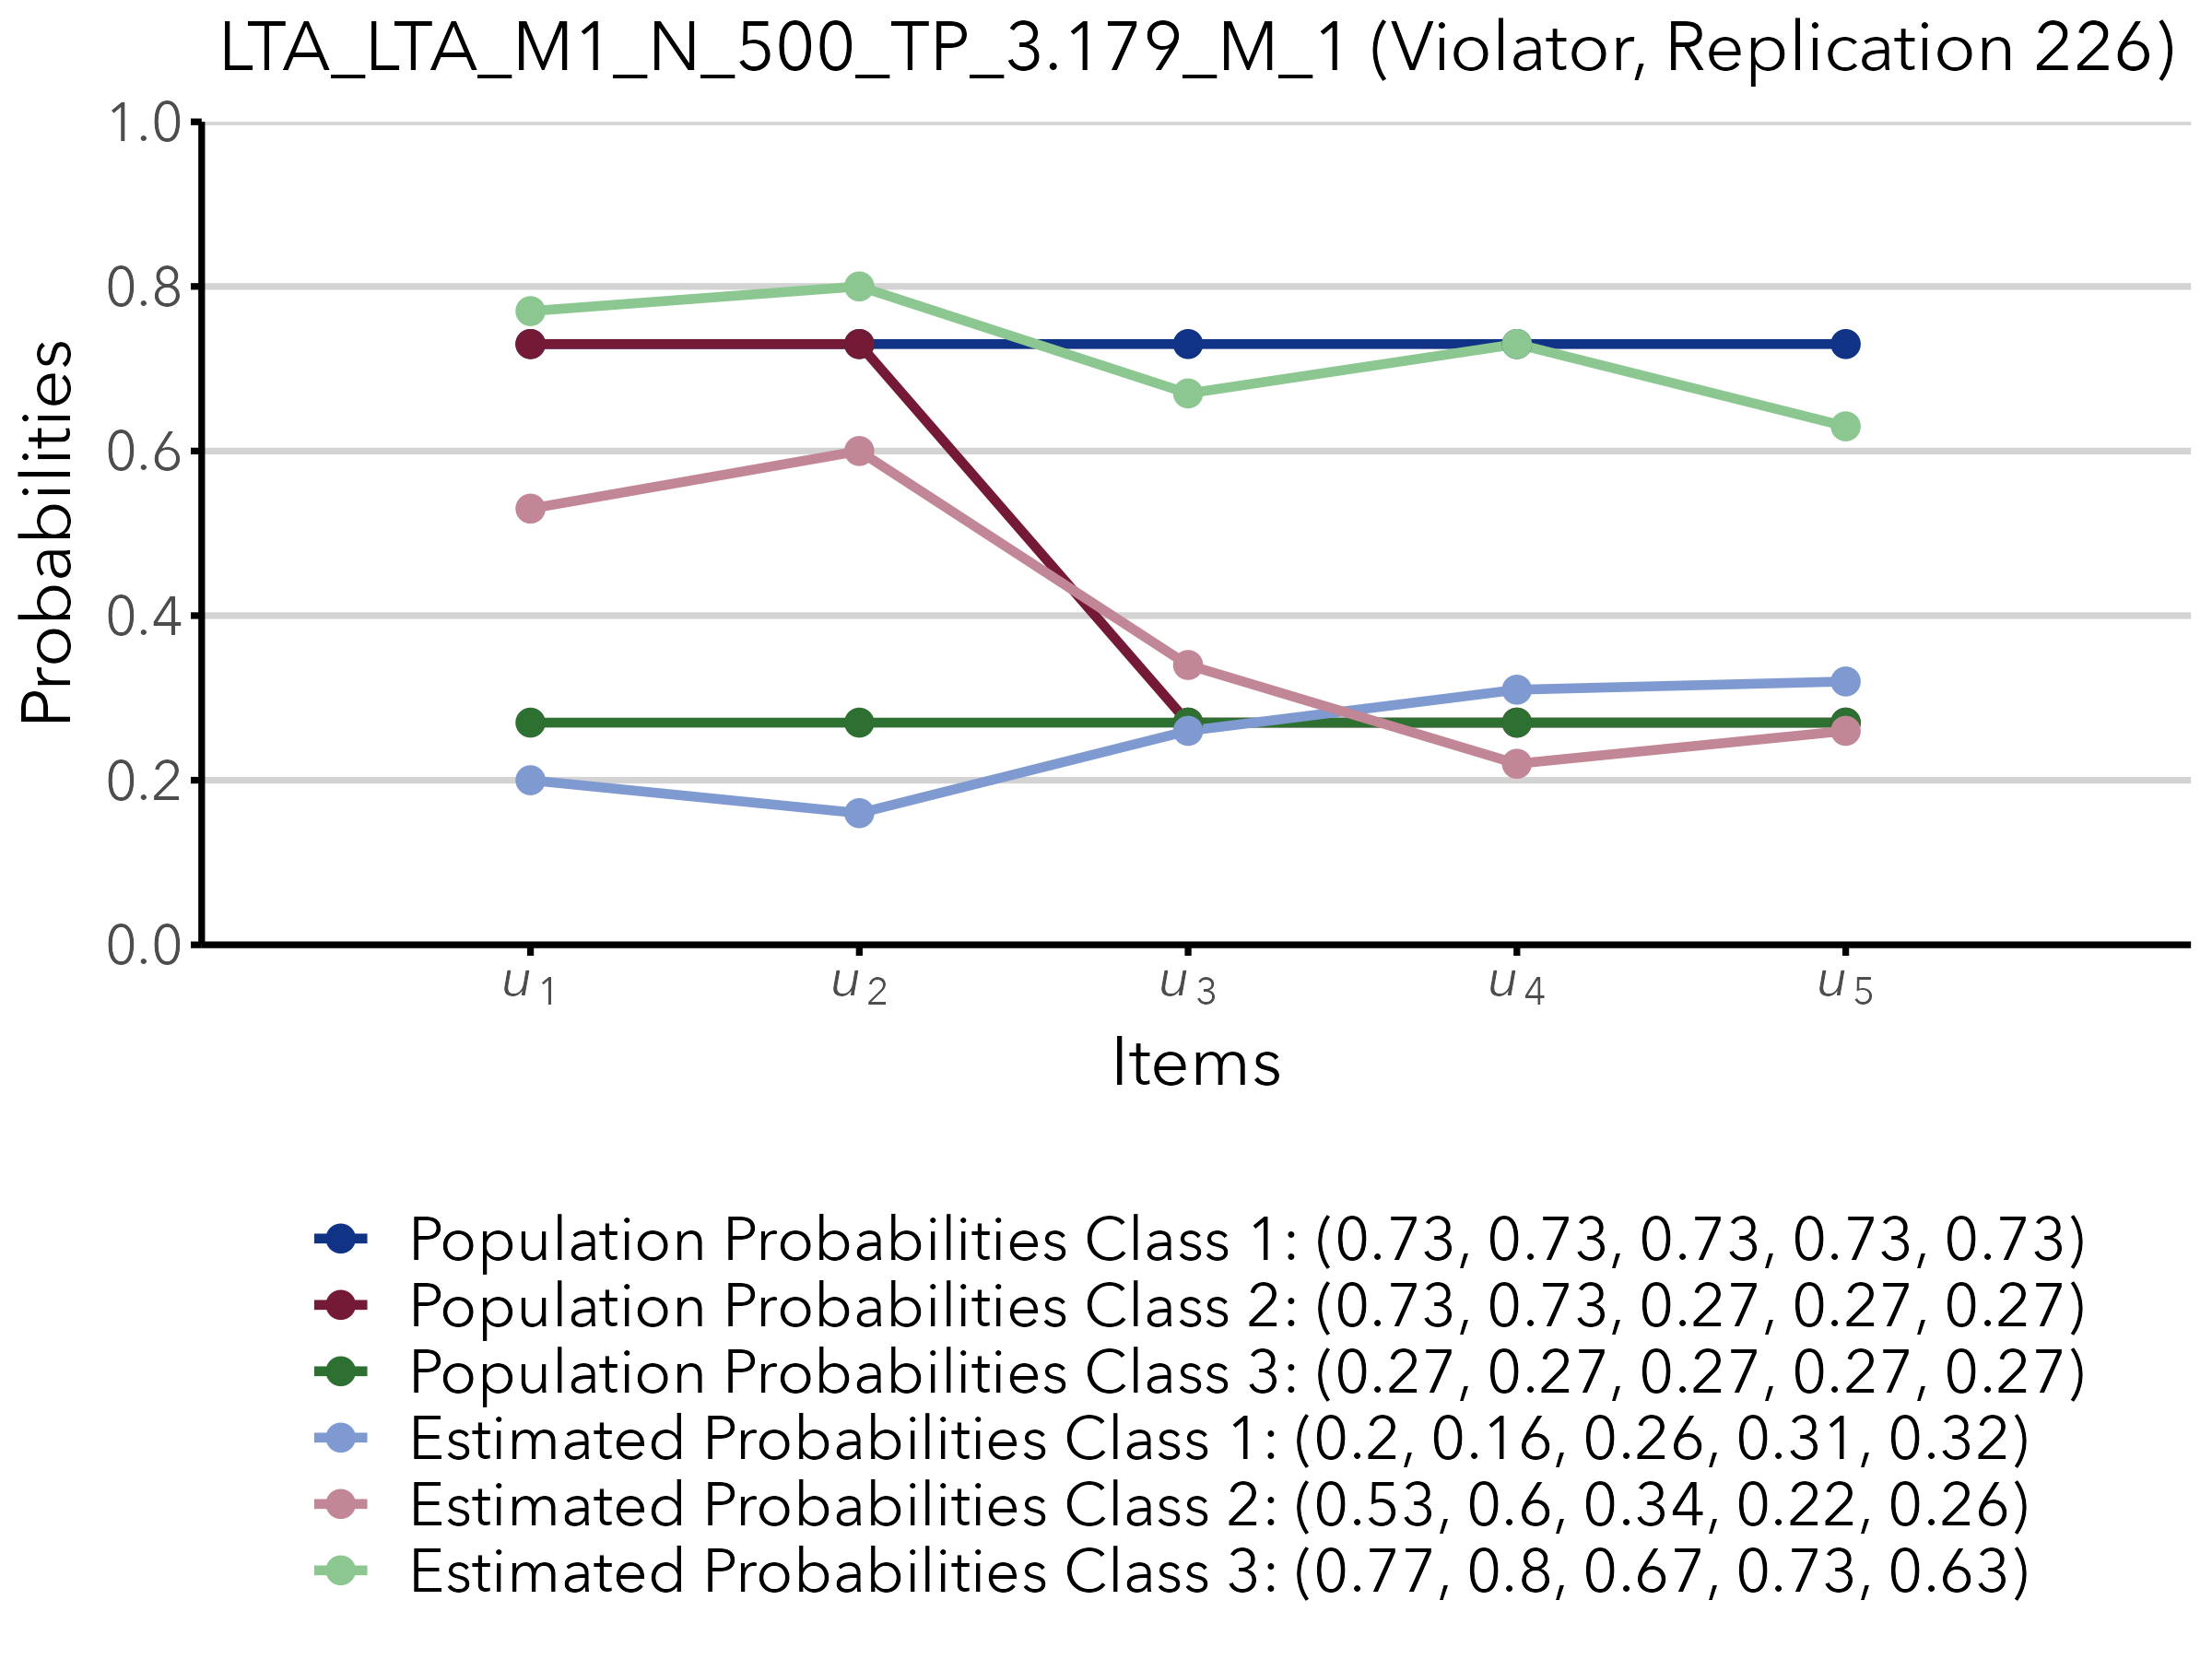 LTA_LTA_M1_N_500_TP_3.179_M_1 (Violator, Replication 226)
1.0
0.8
0.6
0.4
0.2
0.0
Probabilities
u1 u2 u3 u4 u5
Items
Population Probabilities Class 1: (0.73, 0.73, 0.73, 0.73, 0.73)
Population Probabilities Class 2: (0.73, 0.73, 0.27, 0.27, 0.27)
Population Probabilities Class 3: (0.27, 0.27, 0.27, 0.27, 0.27)
Estimated Probabilities Class 1: (0.2, 0.16, 0.26, 0.31, 0.32)
Estimated Probabilities Class 2: (0.53, 0.6, 0.34, 0.22, 0.26)
Estimated Probabilities Class 3: (0.77, 0.8, 0.67, 0.73, 0.63)